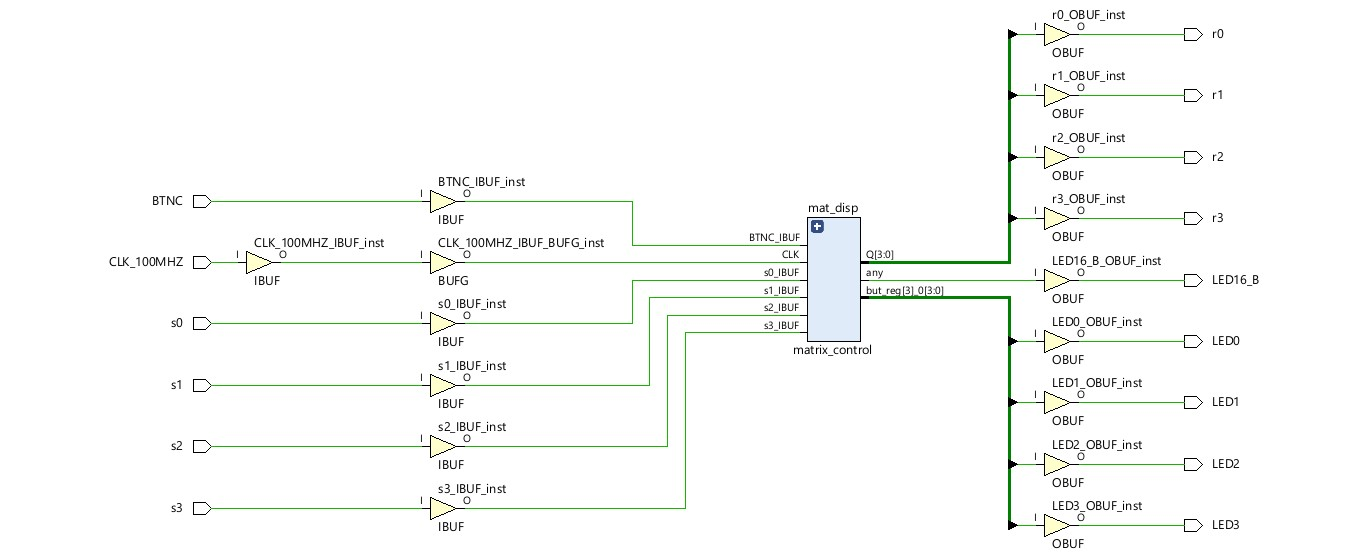 r0_OBUF_inst
I
O
r0
OBUF
r1_OBUF_inst
I
O
r1
OBUF
r2_OBUF_inst
I
O
r2
OBUF
r3_OBUF_inst
I
O
r3
OBUF
BTNC
BTNC_IBUF_inst
I
O
IBUF
CLK_100MHZ
CLK_100MHZ_IBUF_inst
I
O
IBUF
CLK_100MHZ_IBUF_BUFG_inst
I
O
BUFG
s0
s0_IBUF_inst
I
O
IBUF
s1
s1_IBUF_inst
I
O
IBUF
s2
s2_IBUF_inst
I
O
IBUF
s3
s3_IBUF_inst
I
O
IBUF
mat_disp
BTNC_IBUF
CLK
s0_IBUF
s1_IBUF
s2_IBUF
s3_IBUF
Q[3:0]
any
but_reg[3]_0[3:0]
matrix_control
LED16_B_OBUF_inst
I
O
LED16_B
OBUF
LED0_OBUF_inst
I
O
LED0
OBUF
LED1_OBUF_inst
I
O
LED1
OBUF
LED2_OBUF_inst
I
O
LED2
OBUF
LED3_OBUF_inst
I
O
LED3
OBUF